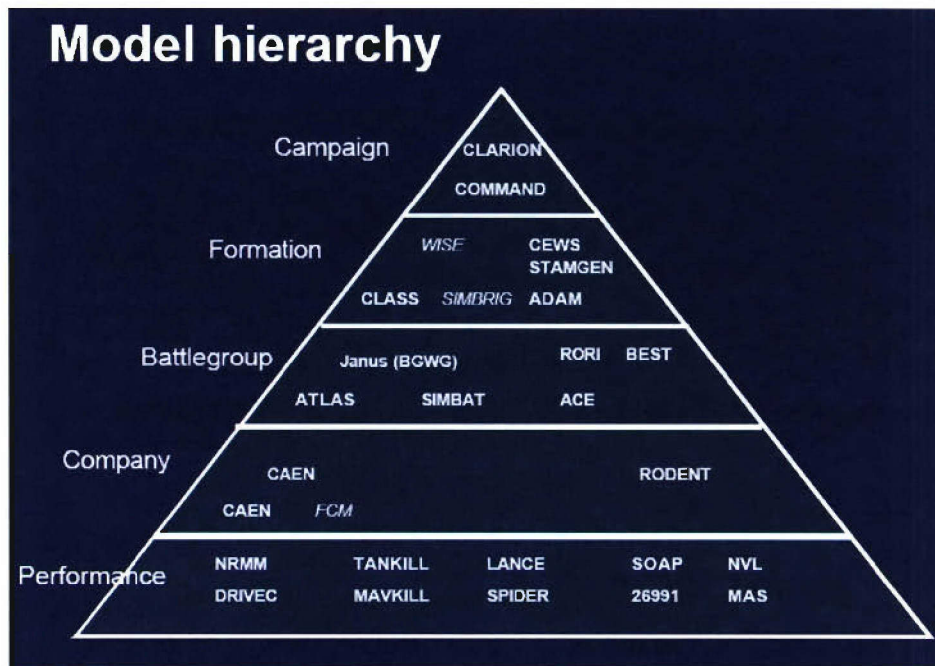 Model hierarchy
Campaign
CLARION
COMMAND
Formation
WISE CEWS
STAMGEN
CLASS SIMBRIG ADAM
Battlegroup
Janus (BGWG) RORI BEST
ATLAS SIMBAT ACE
Company
CAEN RODENT
CAEN FCM
Performance
NRMM TANKILL LANCE SOAP NVL
DRIVEC MAVKILL SPIDER 26991 MAS